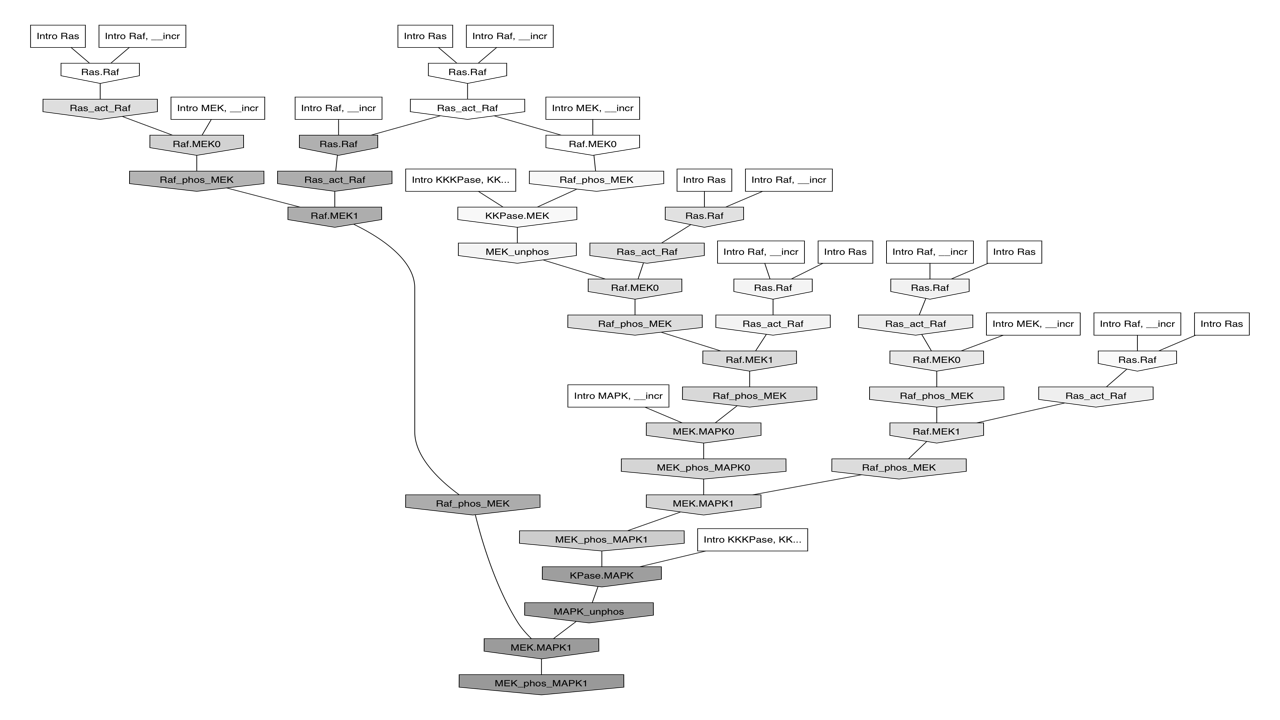 Intro Ras
Intro Raf, __incr
Intro Ras
Intro Raf, __incr
Ras.Raf
Ras.Raf
Ras_act_Raf
Intro MEK, __incr
Intro Raf, __incr
Ras_act_Raf
Intro MEK, __incr
Raf.MEK0
Ras.Raf
Raf.MEK0
Raf_phos_MEK
Ras_act_Raf
Intro KKKPase, KK...
Raf_phos_MEK
Intro Ras
Intro Raf, __incr
Raf.MEK1
KKPase.MEK
Ras.Raf
MEK_unphos
Ras_act_Raf
Intro Raf, __incr
Intro Ras
Intro Raf, __incr
Intro Ras
Raf.MEK0
Ras.Raf
Ras.Raf
Raf_phos_MEK
Ras_act_Raf
Ras_act_Raf
Intro MEK, __incr
Intro Raf, __incr
Intro Ras
Raf.MEK1
Raf.MEK0
Ras.Raf
Intro MAPK, __incr
Raf_phos_MEK
Raf_phos_MEK
Ras_act_Raf
MEK.MAPK0
Raf.MEK1
MEK_phos_MAPK0
Raf_phos_MEK
Raf_phos_MEK
MEK.MAPK1
MEK_phos_MAPK1
Intro KKKPase, KK...
KPase.MAPK
MAPK_unphos
MEK.MAPK1
MEK_phos_MAPK1